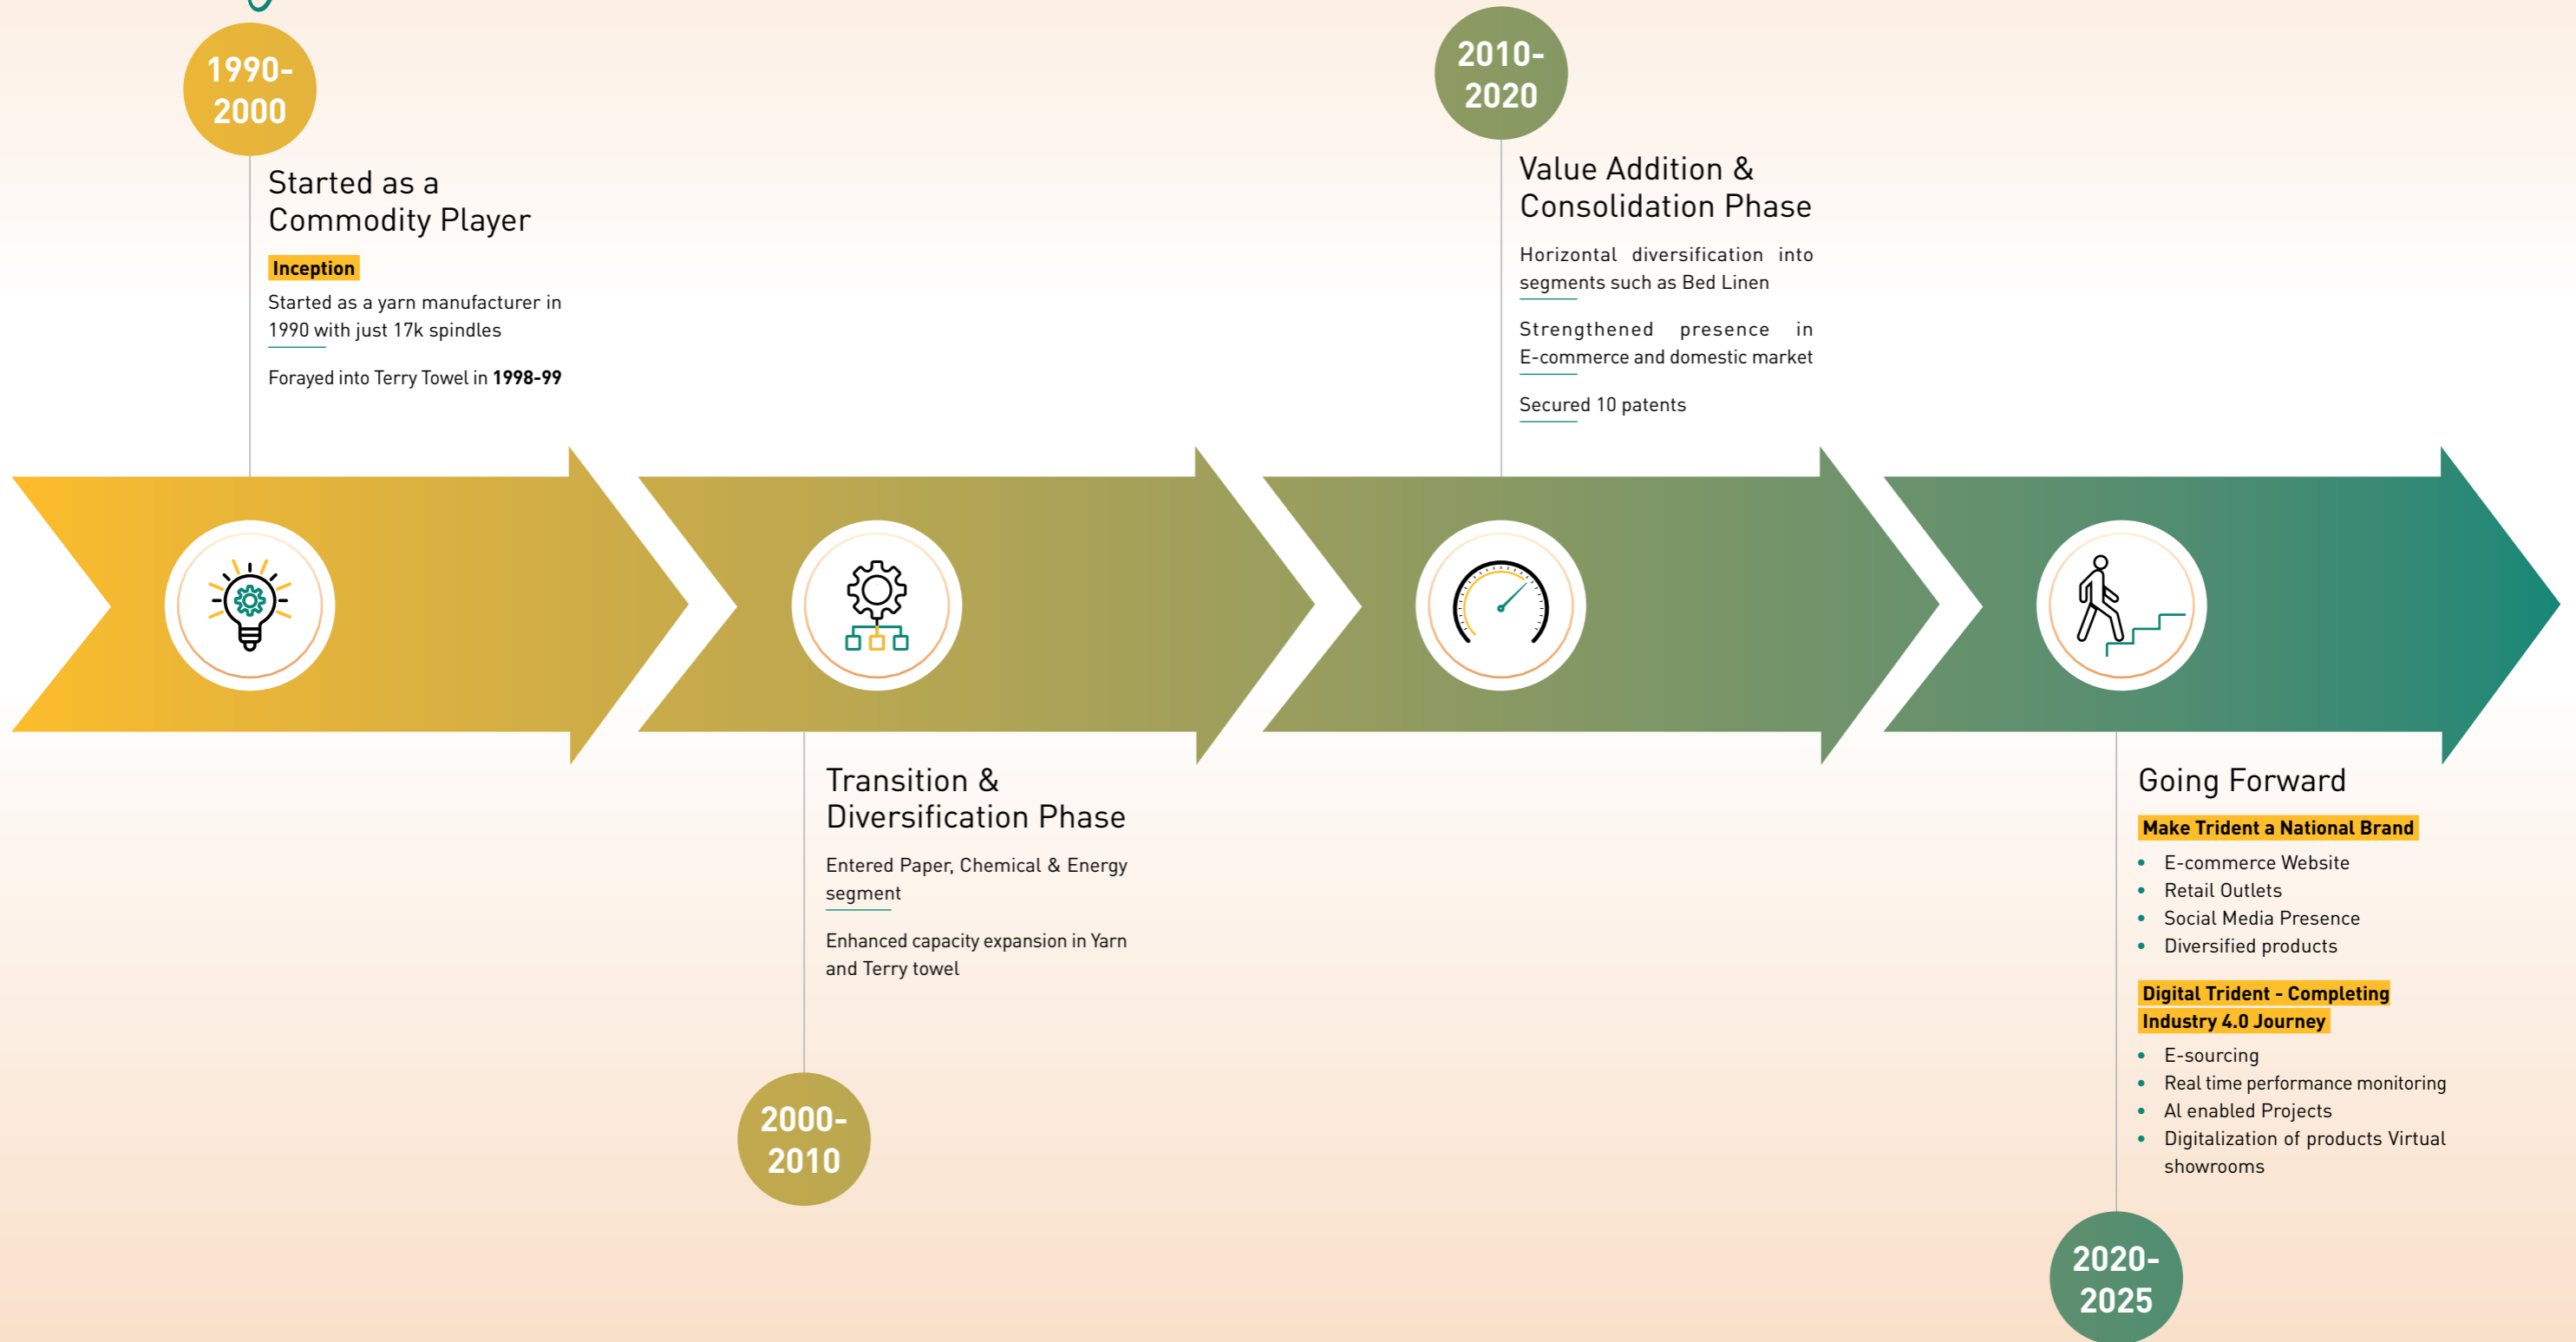 1990-
2000
Started as a
Commodity Player
Inception
Started as a yarn manufacturer in
1990 with just 17k spindles
Forayed into Terry Towel in 1998-99
Transition &
Diversification Phase
Entered Paper, Chemical & Energy
segment
Enhanced capacity expansion in Yarn
and Terry towel
2000-
2010
2010-
2020
Value Addition &
Consolidation Phase
Horizontal diversification into
segments such as Bed Linen
Strengthened presence in
E-commerce and domestic market
Secured 10 patents
Going Forward
Make Trident a National Brand
• E-commerce Website
• Retail Outlets
• Social Media Presence
• Diversified products
Digital Trident - Completing
Industry 4.0 Journey
• E-sourcing
• Real time performance monitoring
• Al enabled Projects
• Digitalization of products Virtual
showrooms
2020-
2025